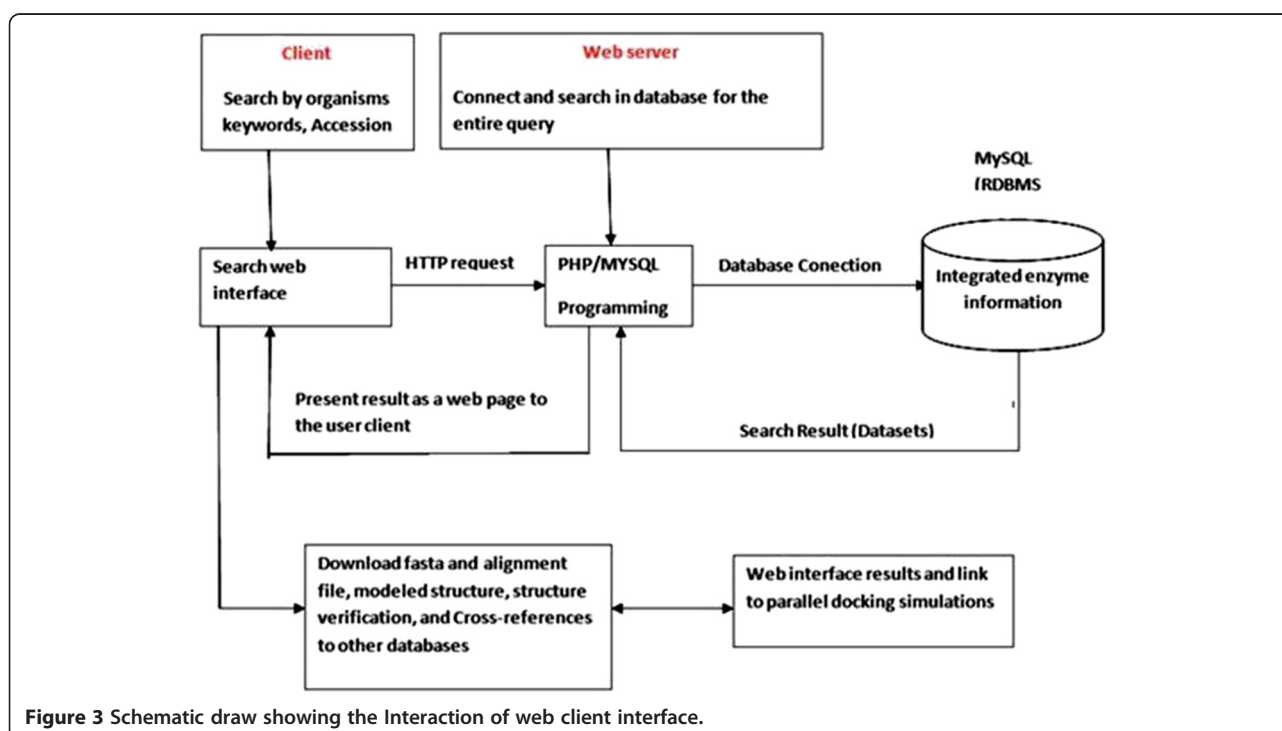 Client
Search by organisms
keywords, Accession
Web server
Connect and search in database for the
entire query
MySQL
(RDBMS
Search web
interface
HTTP request
PHP/MYSQL
Programming
Database Conection
Integrated enzyme
information
Present result as a web page to
the user client
Search Result (Datasets)
Download fasta and alignment
file, modeled structure, structure
verification, and Cross-references
to other databases
Web interface results and link
to parallel docking simulations
Figure 3 Schematic draw showing the Interaction of web client interface.